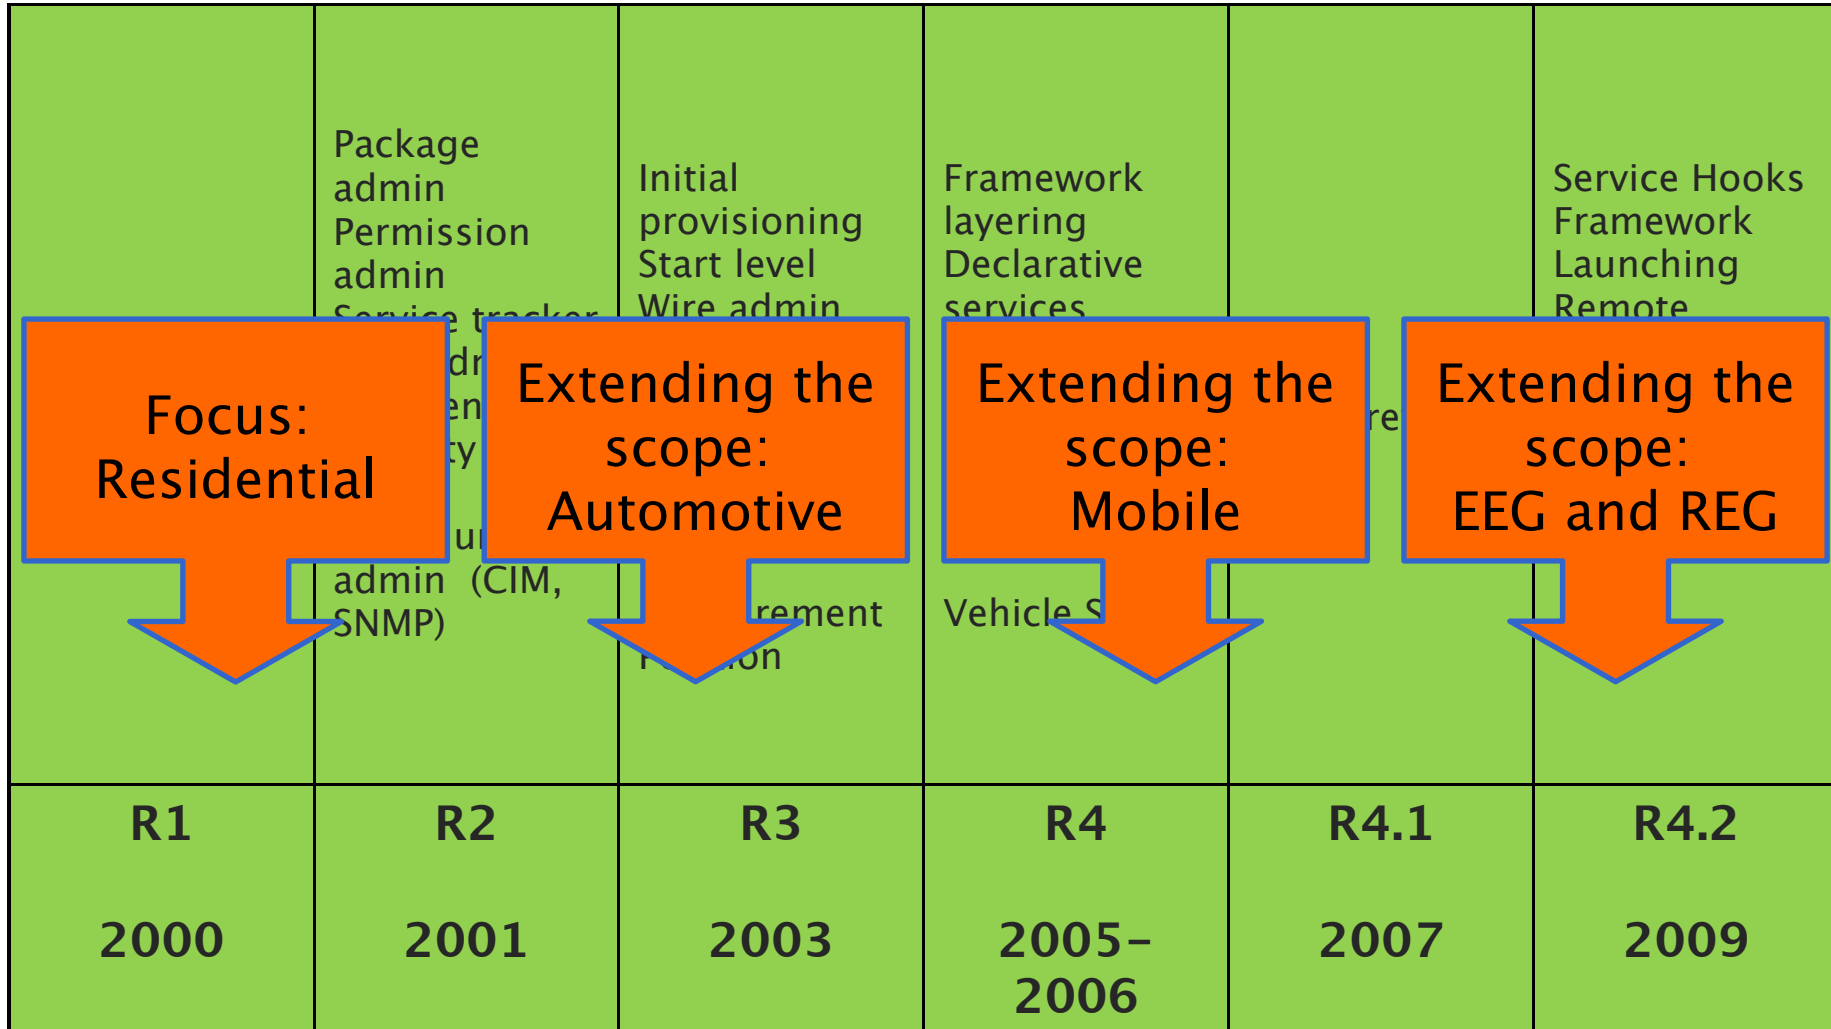 Package
admin
Permission
admin
Service tracker
admin (CIM,
SNMP)
Initial
provisioning
Start level
Wire admin
Framework
layering
Declarative
services
Vehicle
Service Hooks
Framework
Launching
Remote
Focus:
Residential
Extending the
scope:
Automotive
Extending the
scope:
Mobile
Extending the
scope:
EEG and REG
R1
2000
R2
2001
R3
2003
R4
2005–
2006
R4.1
2007
R4.2
2009